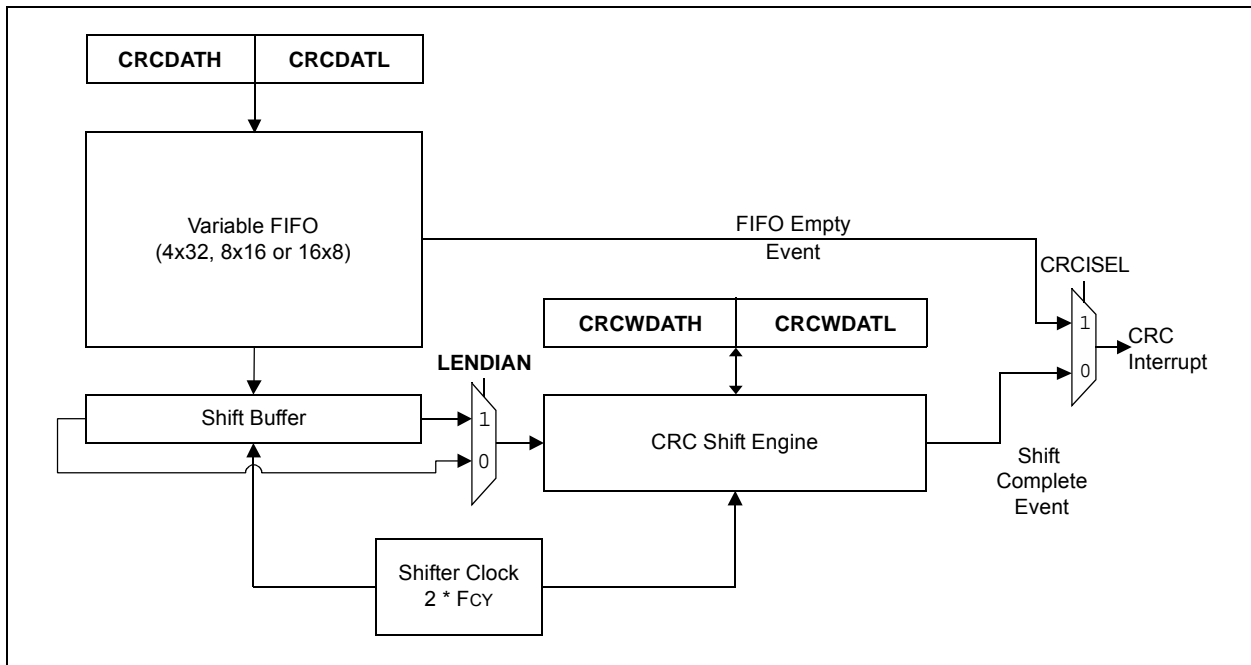 CRCDATH CRCDATL
Variable FIFO
(4x32, 8x16 or 16x8)
FIFO Empty
Event
CRCISEL
1
0
CRC
Interrupt
CRCWDATH CRCWDATL
LENDIAN
1
0
Shift Buffer
CRC Shift Engine
Shift
Complete
Event
Shifter Clock
2 * FCY